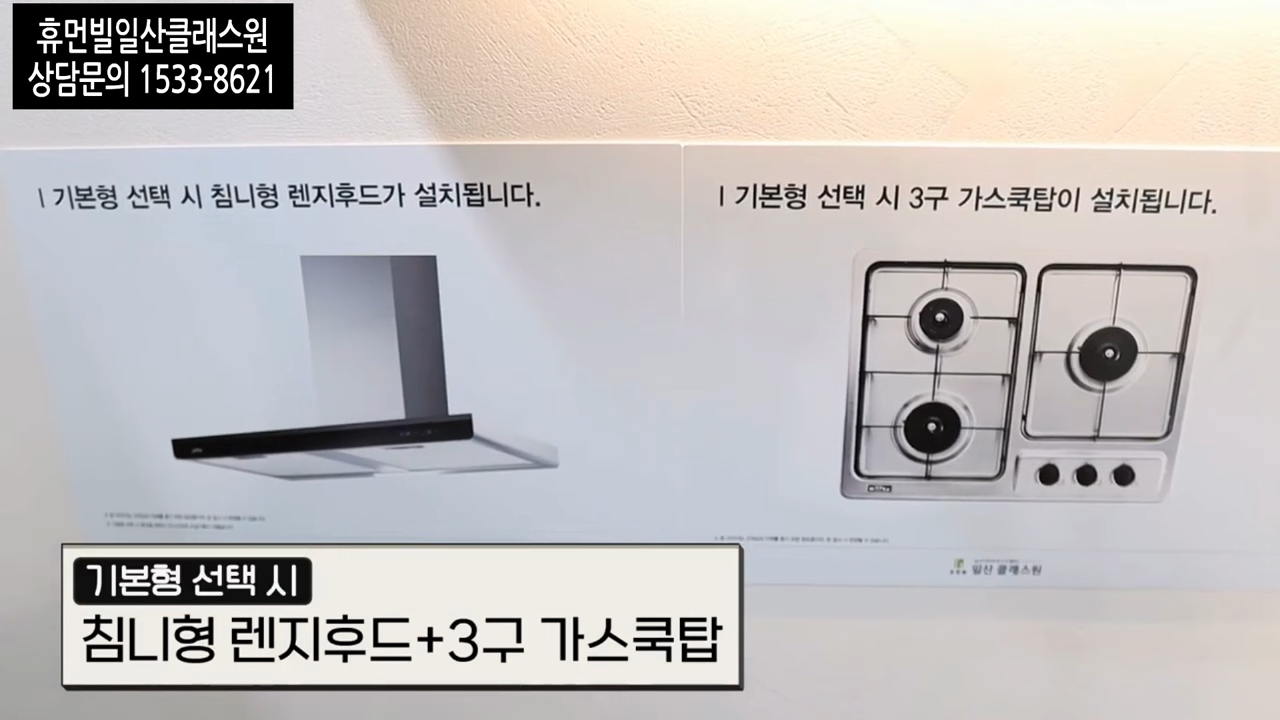 휴먼빌일산클래스원
상담문의 1533-8621
| 기본형 선택 시 침니형 렌지후드가 설치됩니다.
| 기본형 선택 시 3구 가스쿡탑이 설치됩니다.
일산 클래스원
기본형 선택 시
침니형 렌지후드+3구 가스쿡탑